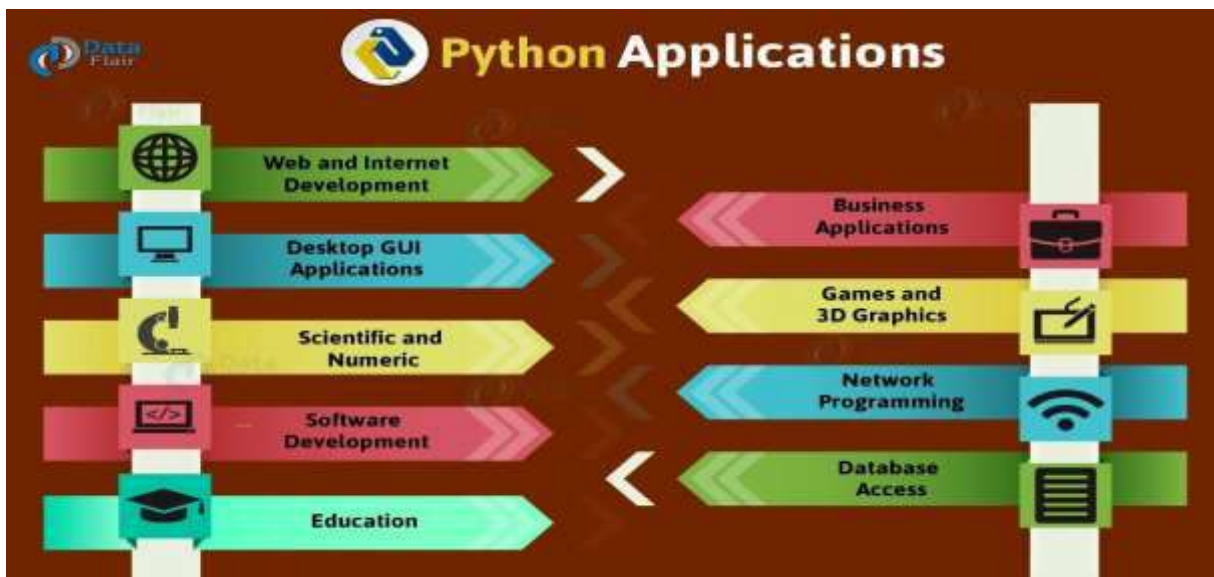 Data
Flair
Python Applications
Web and Internet
Development
Desktop GUI
Applications
Scientific and
Numeric
Software
Development
</>
Education
Business
Applications
Games and
3D Graphics
Network
Programming
Database
Access